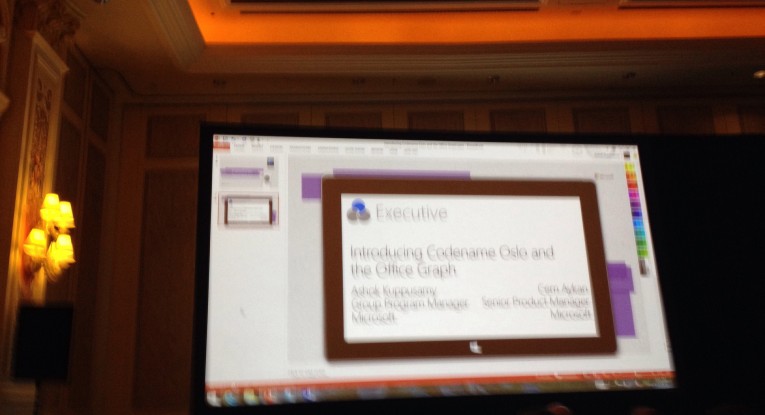 Executive
Introducing Codename Oslo and
the Office Graph
Ashok Kuppusamy
Group Program Manager
Microsoft
Cem Aykan
Senior Product Manager
Microsoft